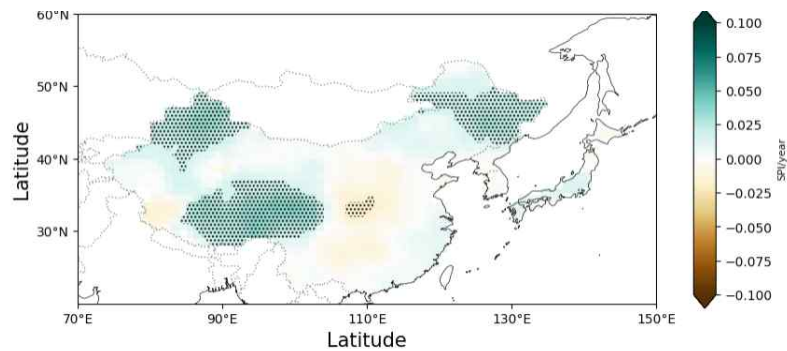 60°N
50°N
40°N
30°N
Latitude
70°E
90°E
110°E
130°E
150°E
Latitude
0.100
0.075
0.050
0.025
0.000
−0.025
−0.050
−0.075
−0.100
SPI/year